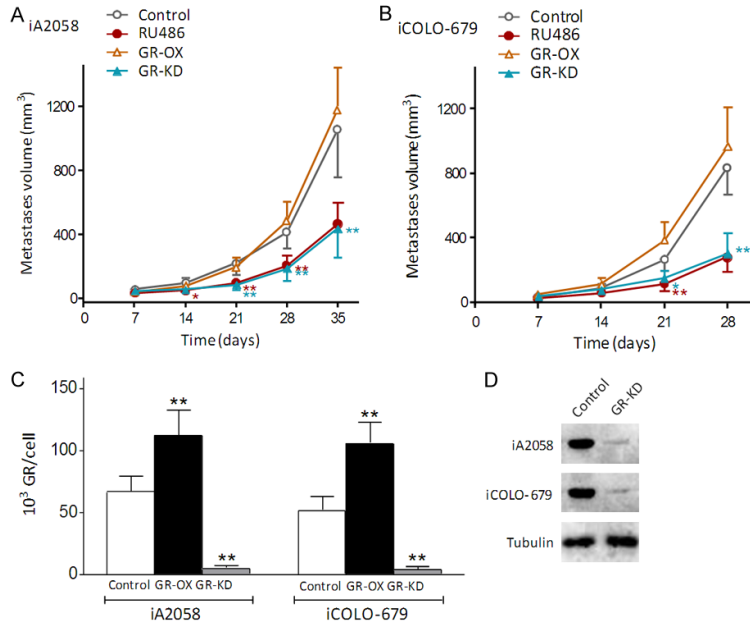 A
iA2058
Control
RU486
GR-OX
GR-KD
Metastases volume (mm³)
1200
800
400
0
0 7 14 21 28 35
Time (days)
*
**
**
**
**
**
B
iCOLO-679
Control
RU486
GR-OX
GR-KD
Metastases volume (mm³)
1200
800
400
0
0 7 14 21 28
Time (days)
*
**
**
C
10³ GR/cell
150
100
50
0
** ** ** **
Control GR-OX GR-KD Control GR-OX GR-KD
iA2058 iCOLO-679
D
Control GR-KD
iA2058
iCOLO-679
Tubulin